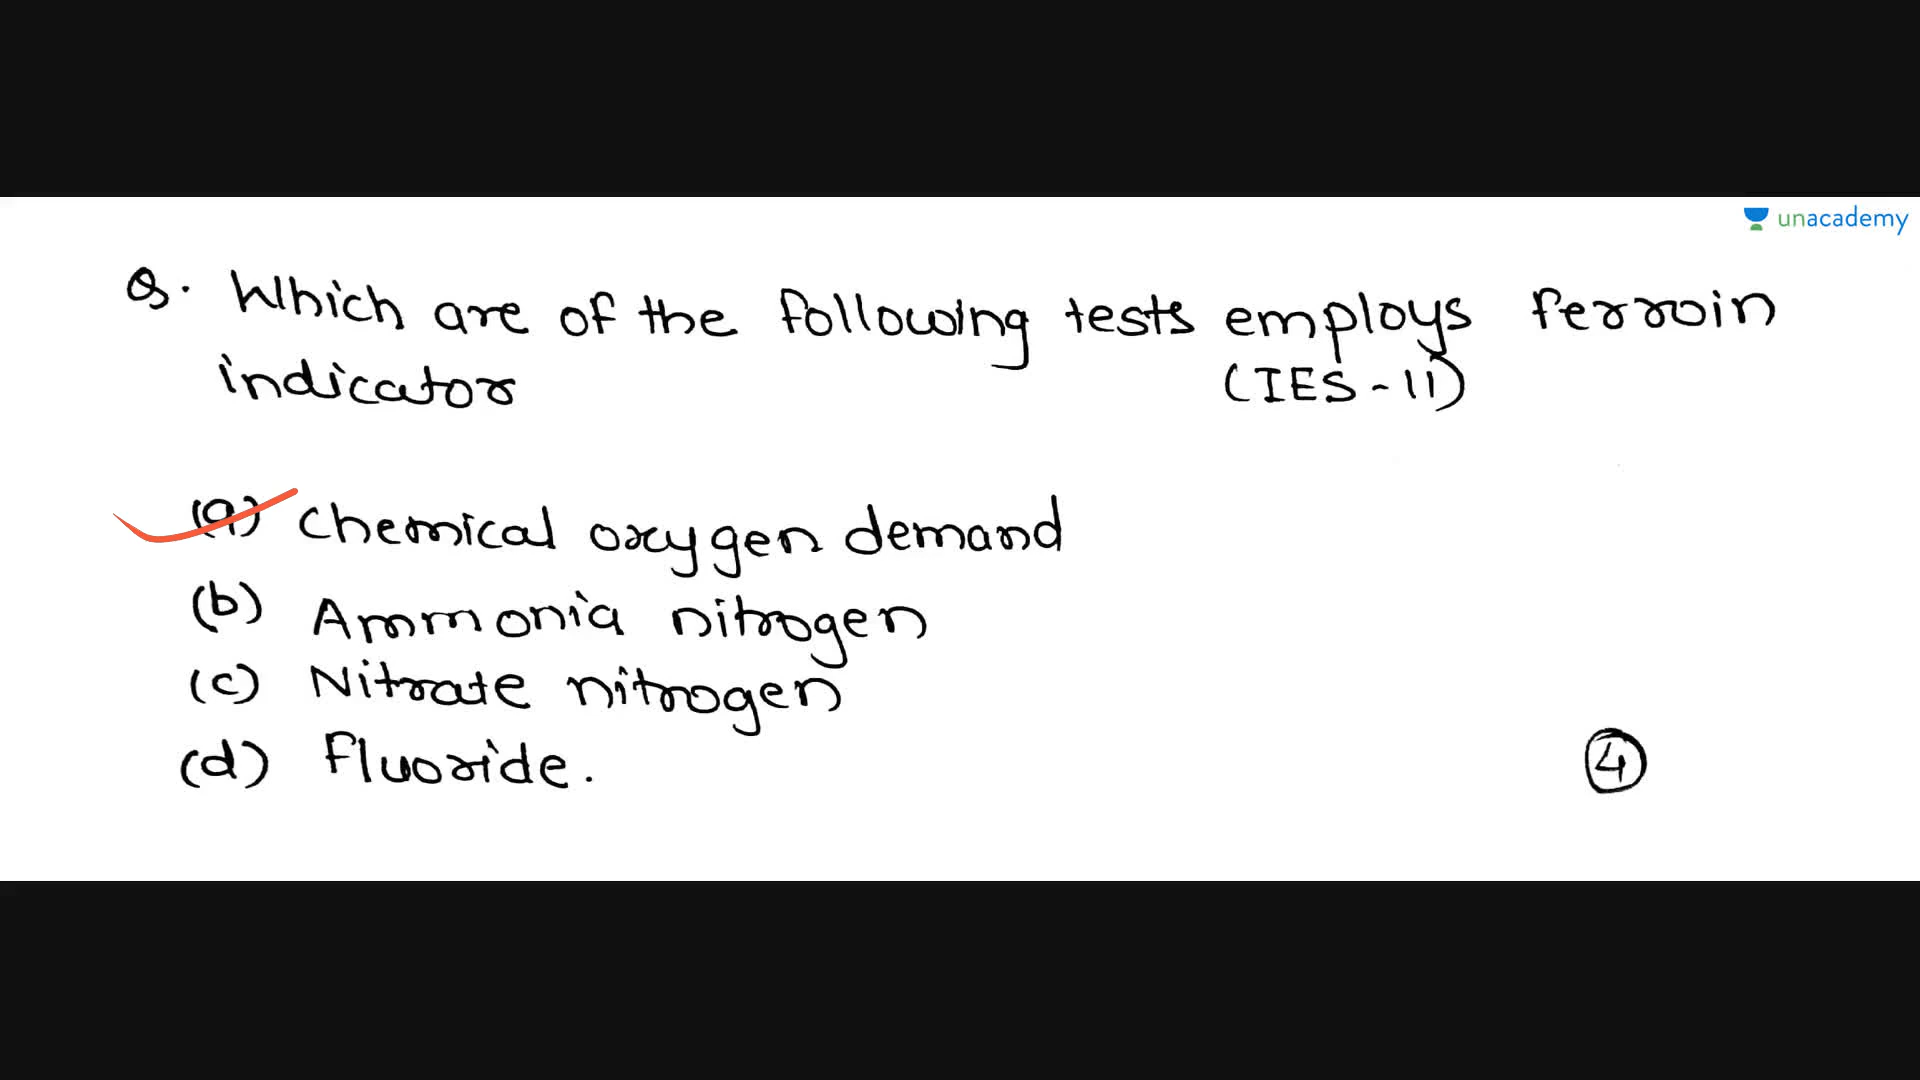 unacademy
Q. Which are of the following tests employs ferroin
indicator (IES-11)
(a) Chemical oxygen demand
(b) Ammonia nitrogen
(c) Nitrate nitrogen
(d) Fluoride.
4